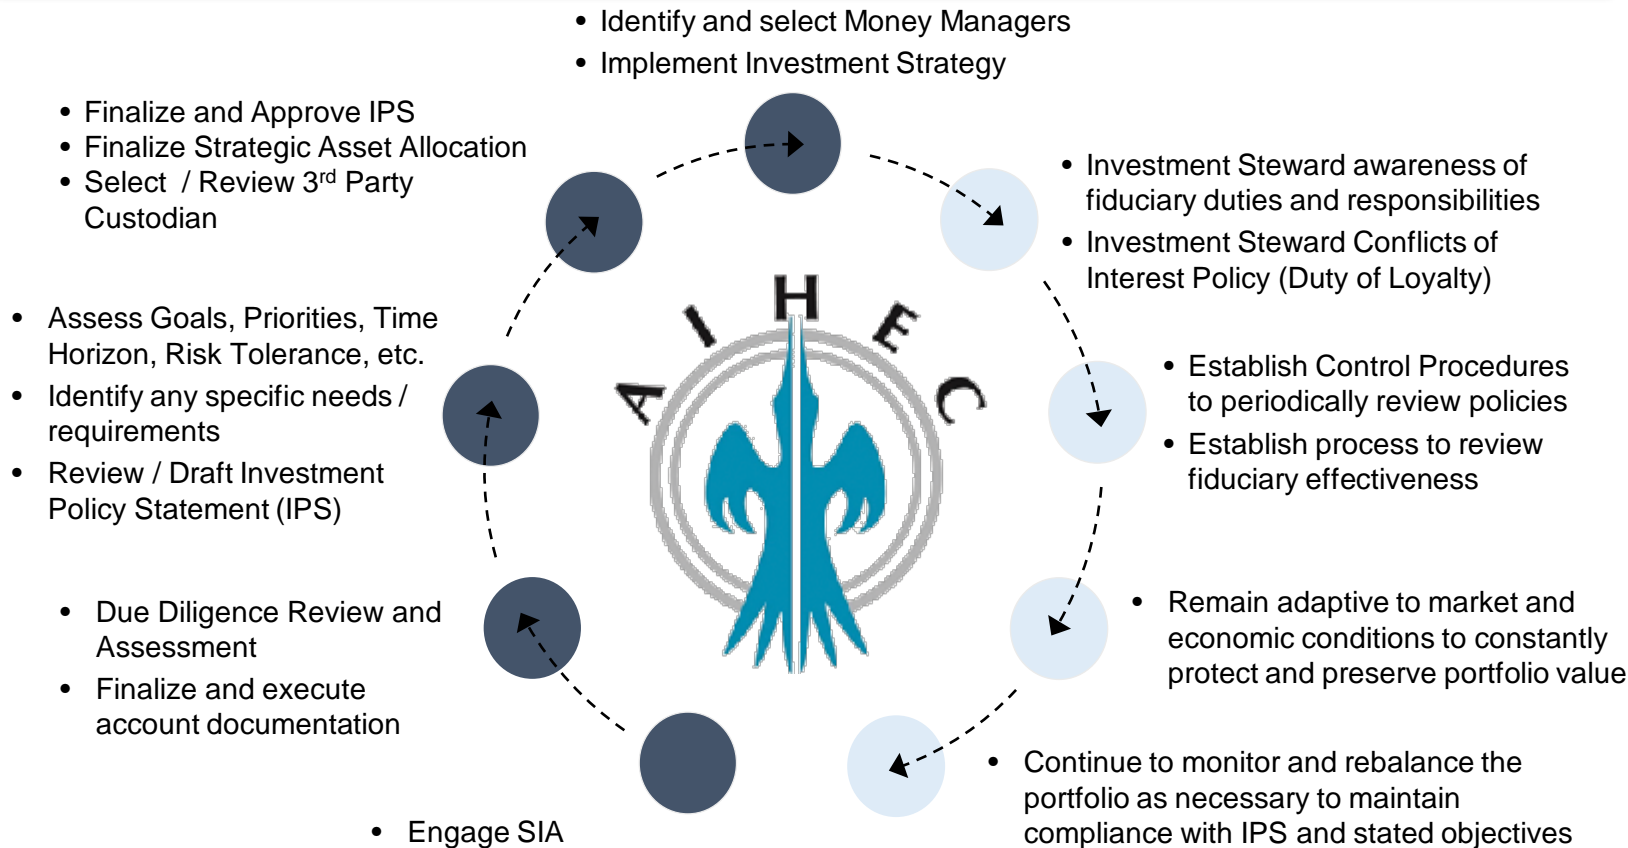 • Identify and select Money Managers
• Implement Investment Strategy
• Finalize and Approve IPS
• Finalize Strategic Asset Allocation
• Select / Review 3rd Party
Custodian
• Investment Steward awareness of
fiduciary duties and responsibilities
• Investment Steward Conflicts of
Interest Policy (Duty of Loyalty)
A I H E C
• Assess Goals, Priorities, Time
Horizon, Risk Tolerance, etc.
• Identify any specific needs /
requirements
• Review / Draft Investment
Policy Statement (IPS)
• Establish Control Procedures
to periodically review policies
• Establish process to review
fiduciary effectiveness
• Due Diligence Review and
Assessment
• Finalize and execute
account documentation
• Remain adaptive to market and
economic conditions to constantly
protect and preserve portfolio value
• Engage SIA
• Continue to monitor and rebalance the
portfolio as necessary to maintain
compliance with IPS and stated objectives